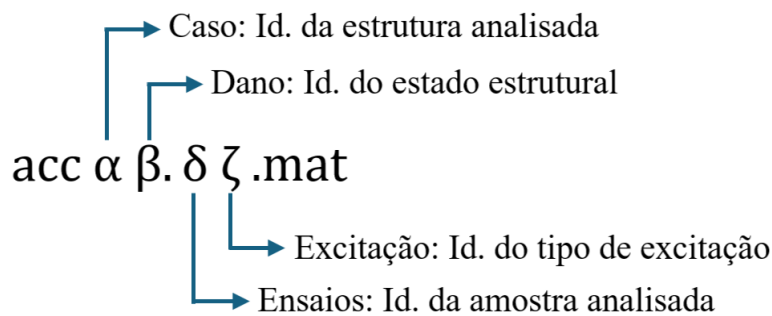 Caso: Id. da estrutura analisada
Dano: Id. do estado estrutural
acc α β. δ ζ .mat
Excitação: Id. do tipo de excitação
Ensaios: Id. da amostra analisada